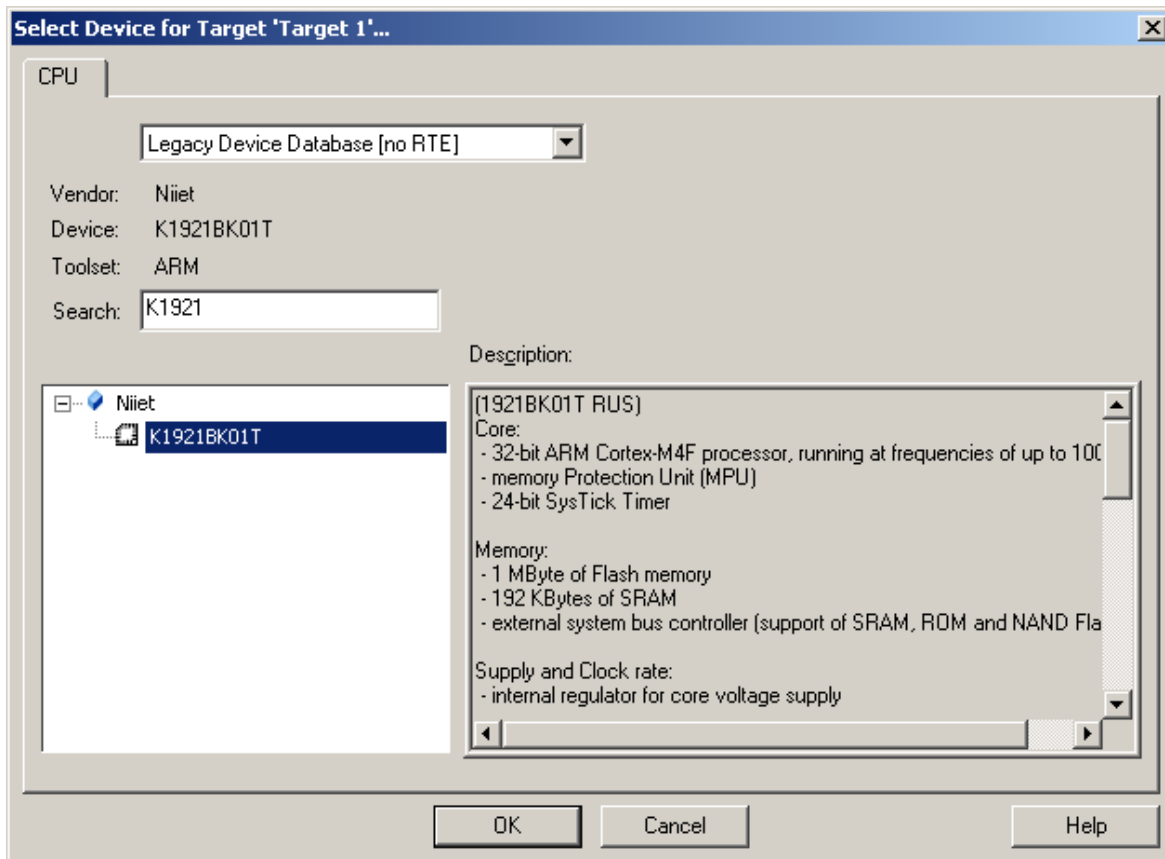 Select Device for Target 'Target 1'...
CPU
Legacy Device Database [no RTE]
Vendor: Niiet
Device: K1921BK01T
Toolset: ARM
Search: K1921
Description:
Niiet
K1921BK01T
(1921BK01T RUS)
Core:
- 32-bit ARM Cortex-M4F processor, running at frequencies of up to 100
- memory Protection Unit (MPU)
- 24-bit SysTick Timer
Memory:
- 1 MByte of Flash memory
- 192 KBytes of SRAM
- external system bus controller (support of SRAM, ROM and NAND Fla
Supply and Clock rate:
- internal regulator for core voltage supply
OK Cancel Help